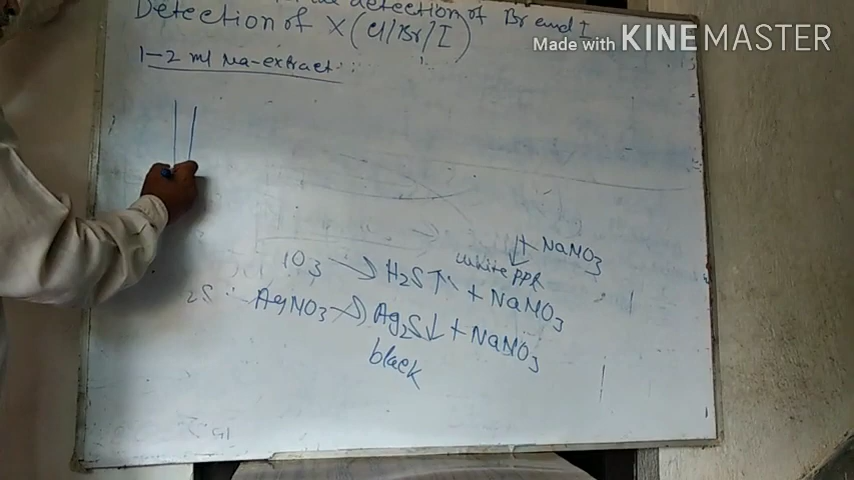 detection of Br and I
Detection of X (Cl/Br/I)
Made with KINEMASTER
1-2 ml Na-extract
+ NaNO3
white PPR
IO3 → H2S↑ + NaNO3
2S AgNO3 → Ag2S↓ + NaNO3
black